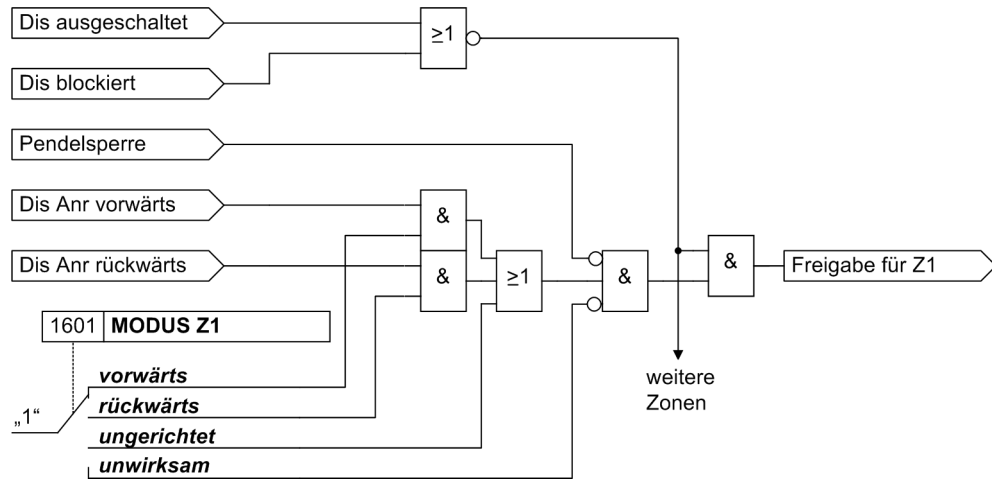 Dis ausgeschaltet
≥1
Dis blockiert
Pendelsperre
Dis Anr vorwärts
&
Dis Anr rückwärts
&
≥1
&
&
Freigabe für Z1
1601 MODUS Z1
weitere
Zonen
„1“
vorwärts
rückwärts
ungerichtet
unwirksam